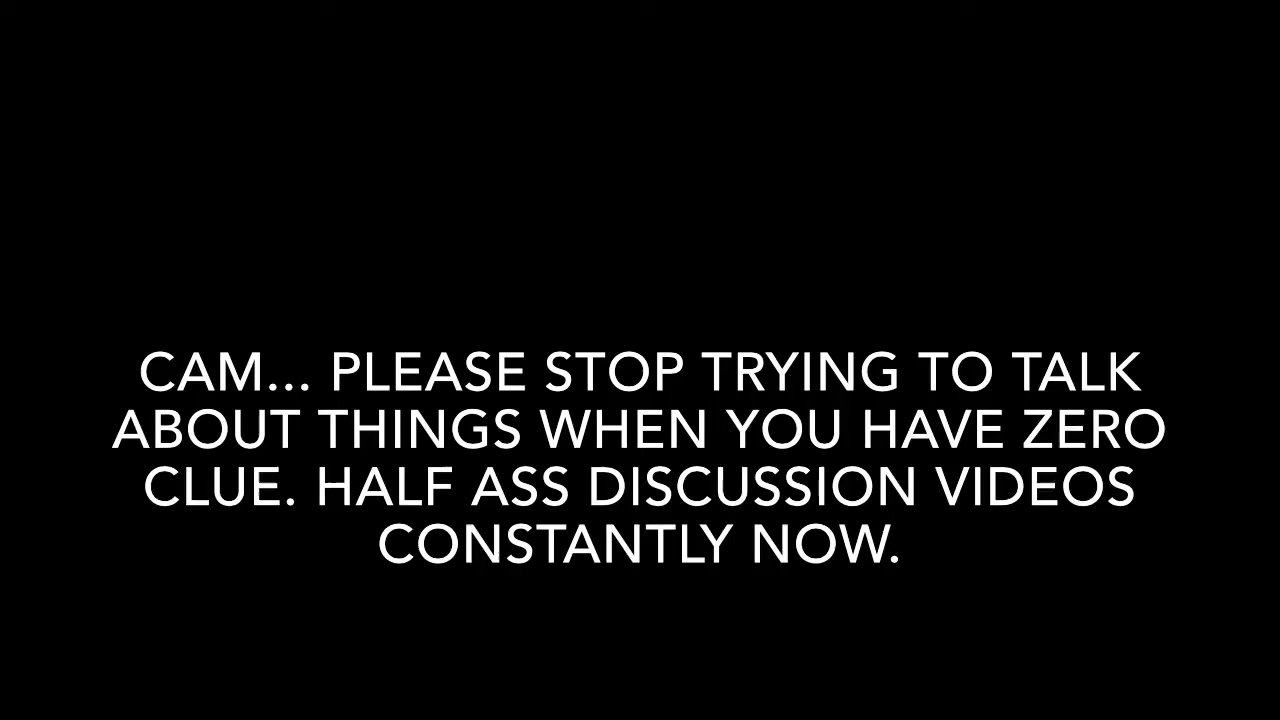 CAM... PLEASE STOP TRYING TO TALK
ABOUT THINGS WHEN YOU HAVE ZERO
CLUE. HALF ASS DISCUSSION VIDEOS
CONSTANTLY NOW.